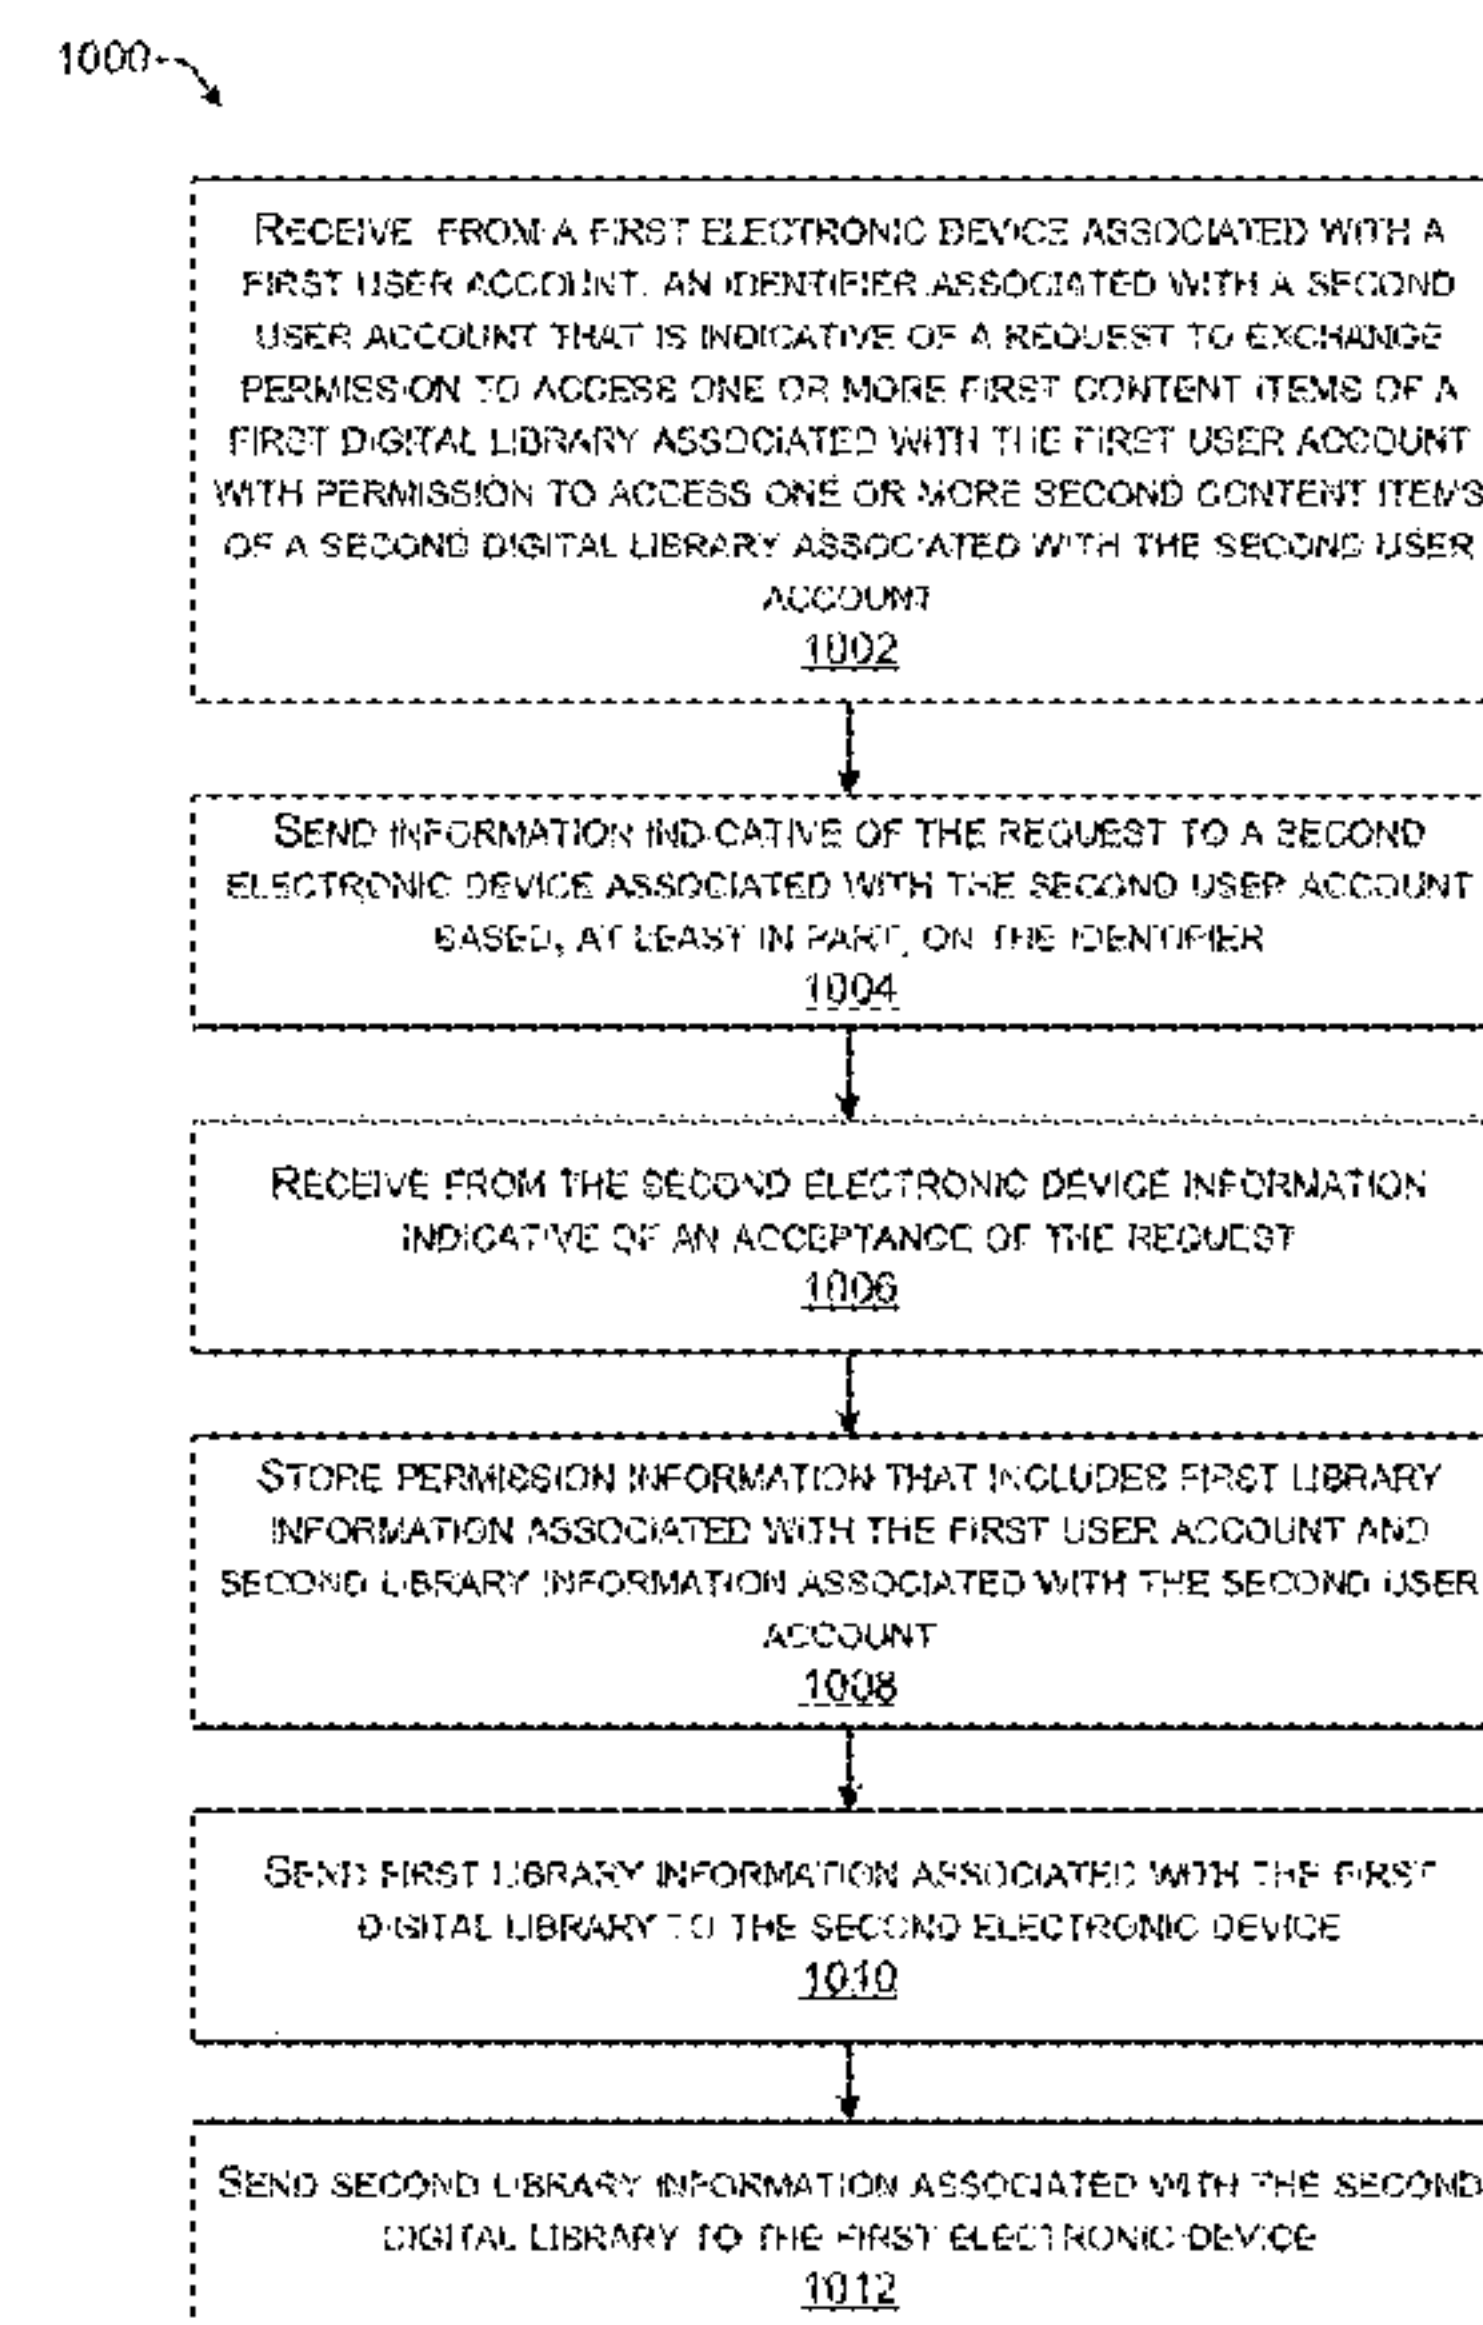 1000
RECEIVE FROM A FIRST ELECTRONIC DEVICE ASSOCIATED WITH A
FIRST USER ACCOUNT, AN IDENTIFIER ASSOCIATED WITH A SECOND
USER ACCOUNT THAT IS INDICATIVE OF A REQUEST TO EXCHANGE
PERMISSION TO ACCESS ONE OR MORE FIRST CONTENT ITEMS OF A
FIRST DIGITAL LIBRARY ASSOCIATED WITH THE FIRST USER ACCOUNT
WITH PERMISSION TO ACCESS ONE OR MORE SECOND CONTENT ITEMS
OF A SECOND DIGITAL LIBRARY ASSOCIATED WITH THE SECOND USER
ACCOUNT
1002
SEND INFORMATION INDICATIVE OF THE REQUEST TO A SECOND
ELECTRONIC DEVICE ASSOCIATED WITH THE SECOND USER ACCOUNT
BASED, AT LEAST IN PART, ON THE IDENTIFIER
1004
RECEIVE FROM THE SECOND ELECTRONIC DEVICE INFORMATION
INDICATIVE OF AN ACCEPTANCE OF THE REQUEST
1006
STORE PERMISSION INFORMATION THAT INCLUDES FIRST LIBRARY
INFORMATION ASSOCIATED WITH THE FIRST USER ACCOUNT AND
SECOND LIBRARY INFORMATION ASSOCIATED WITH THE SECOND USER
ACCOUNT
1008
SEND FIRST LIBRARY INFORMATION ASSOCIATED WITH THE FIRST
DIGITAL LIBRARY TO THE SECOND ELECTRONIC DEVICE
1010
SEND SECOND LIBRARY INFORMATION ASSOCIATED WITH THE SECOND
DIGITAL LIBRARY TO THE FIRST ELECTRONIC DEVICE
1012